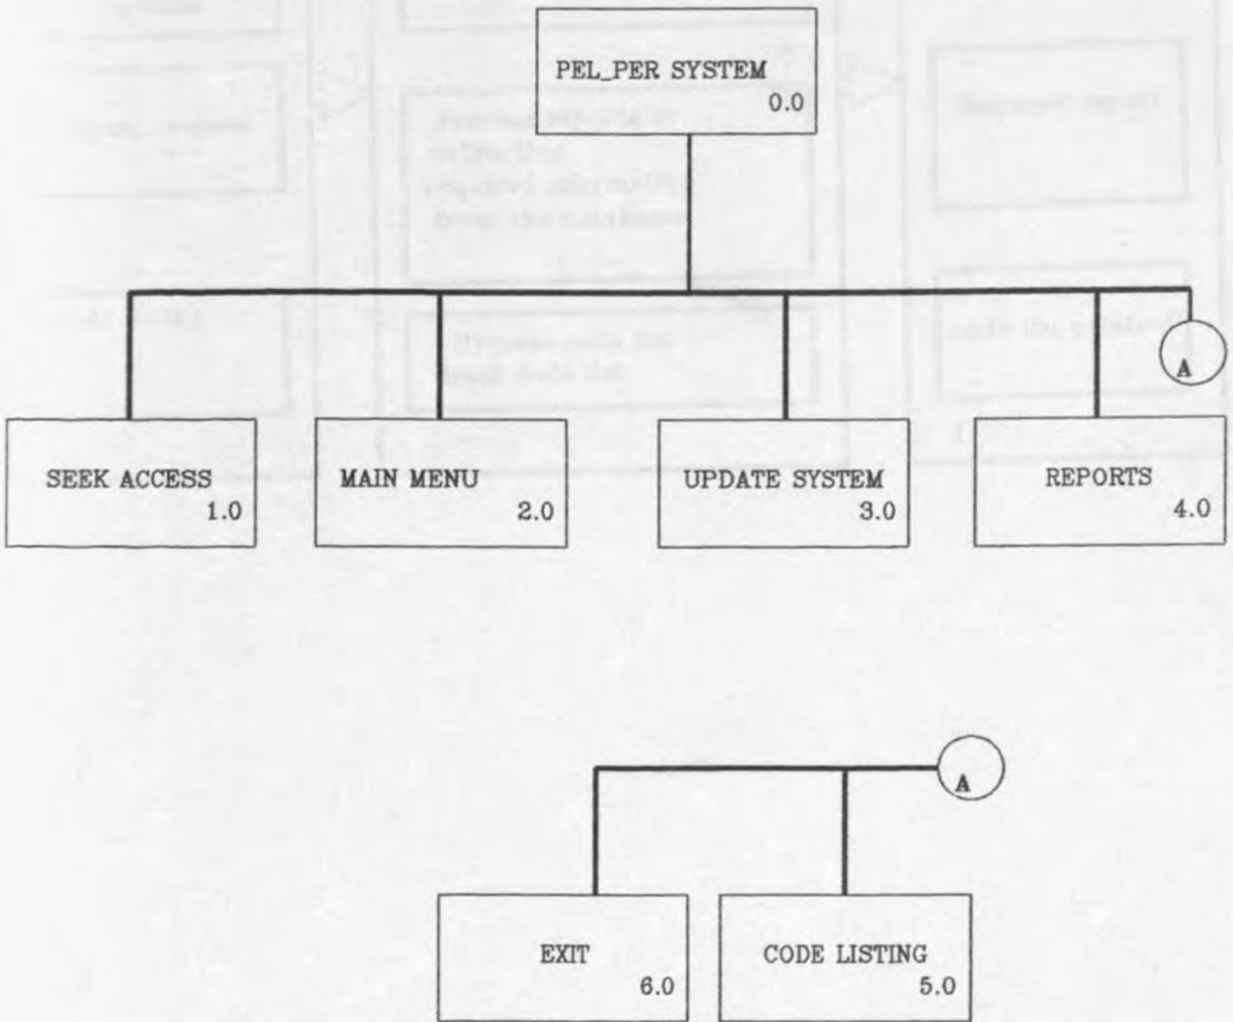 PEL_PER SYSTEM
0.0
A
SEEK ACCESS
1.0
MAIN MENU
2.0
UPDATE SYSTEM
3.0
REPORTS
4.0
A
EXIT
6.0
CODE LISTING
5.0